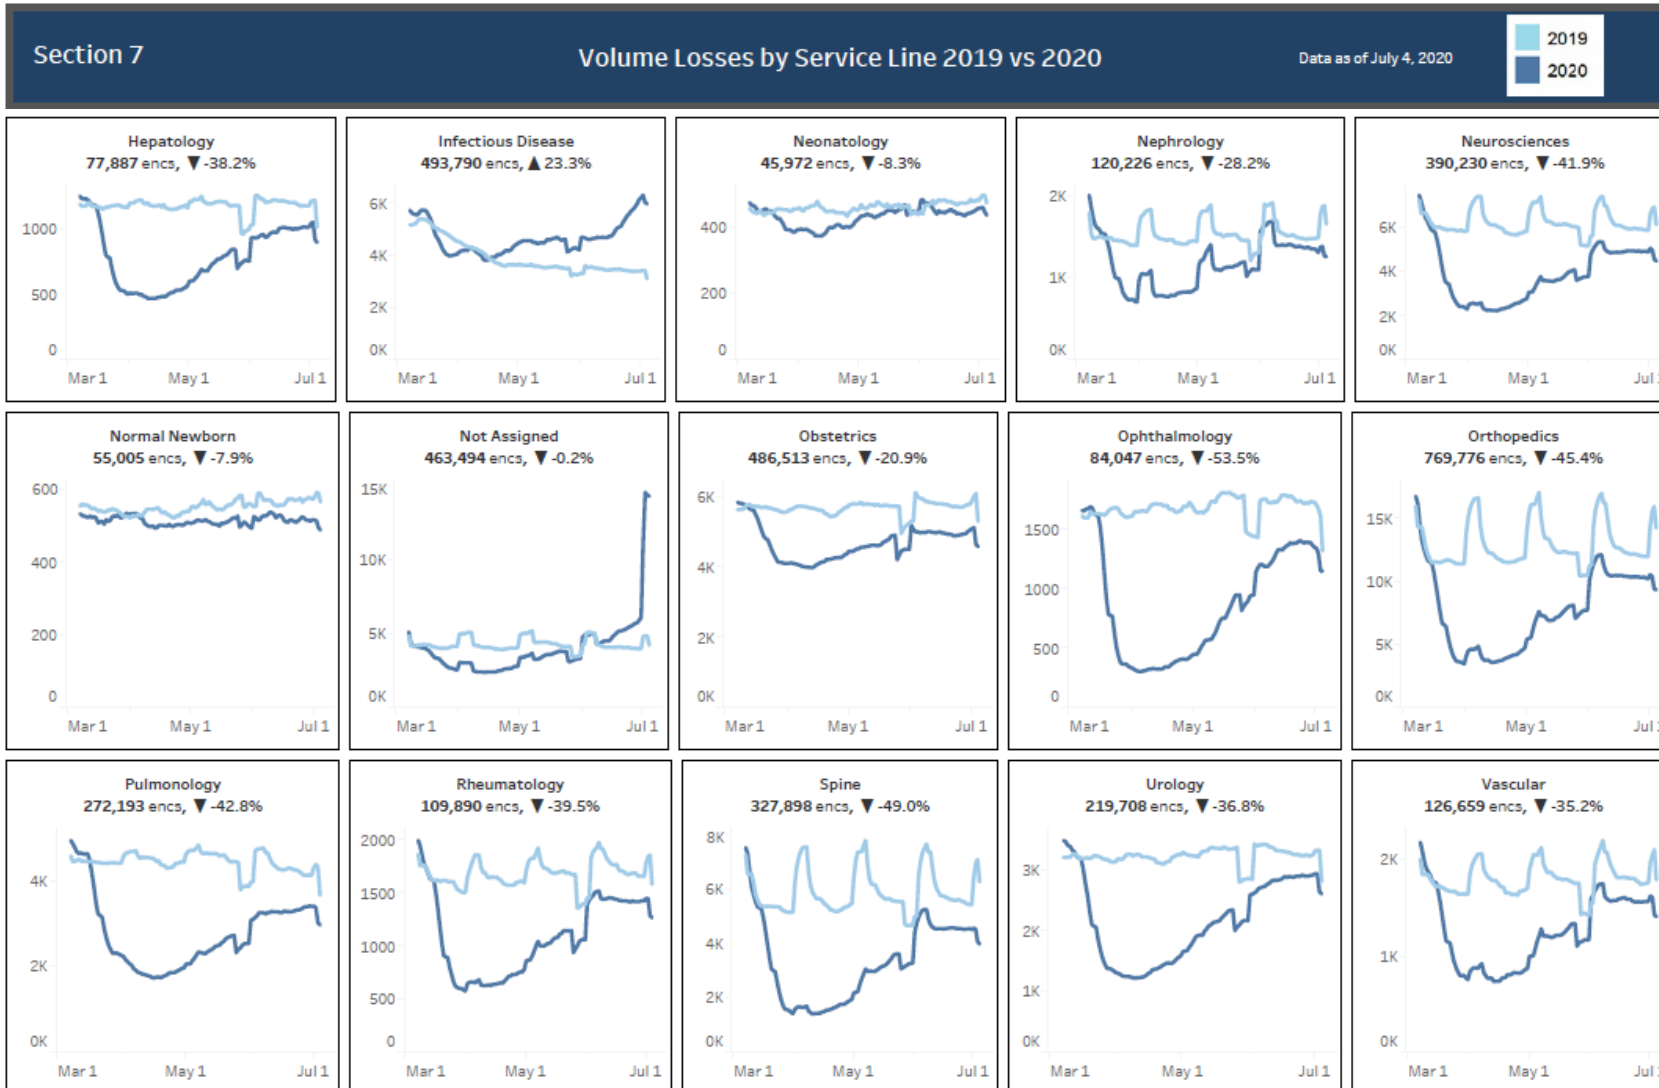 Section 7
Volume Losses by Service Line 2019 vs 2020
Data as of July 4, 2020
2019
2020
Hepatology
77,887 encs, ▼ -38.2%
1000
500
0
Mar 1 May 1 Jul 1
Infectious Disease
493,790 encs, ▲ 23.3%
6K
4K
2K
0K
Mar 1 May 1 Jul 1
Neonatology
45,972 encs, ▼ -8.3%
400
200
0
Mar 1 May 1 Jul 1
Nephrology
120,226 encs, ▼ -28.2%
2K
1K
0K
Mar 1 May 1 Jul 1
Neurosciences
390,230 encs, ▼ -41.9%
6K
4K
2K
0K
Mar 1 May 1 Jul
Normal Newborn
55,005 encs, ▼ -7.9%
600
400
200
0
Mar 1 May 1 Jul 1
Not Assigned
463,494 encs, ▼ -0.2%
15K
10K
5K
0K
Mar 1 May 1 Jul 1
Obstetrics
486,513 encs, ▼ -20.9%
6K
4K
2K
0K
Mar 1 May 1 Jul 1
Ophthalmology
84,047 encs, ▼ -53.5%
1500
1000
500
0
Mar 1 May 1 Jul 1
Orthopedics
769,776 encs, ▼ -45.4%
15K
10K
5K
0K
Mar 1 May 1 Jul
Pulmonology
272,193 encs, ▼ -42.8%
4K
2K
0K
Mar 1 May 1 Jul 1
Rheumatology
109,890 encs, ▼ -39.5%
2000
1500
1000
500
0
Mar 1 May 1 Jul 1
Spine
327,898 encs, ▼ -49.0%
8K
6K
4K
2K
0K
Mar 1 May 1 Jul 1
Urology
219,708 encs, ▼ -36.8%
3K
2K
1K
0K
Mar 1 May 1 Jul 1
Vascular
126,659 encs, ▼ -35.2%
2K
1K
0K
Mar 1 May 1 Jul